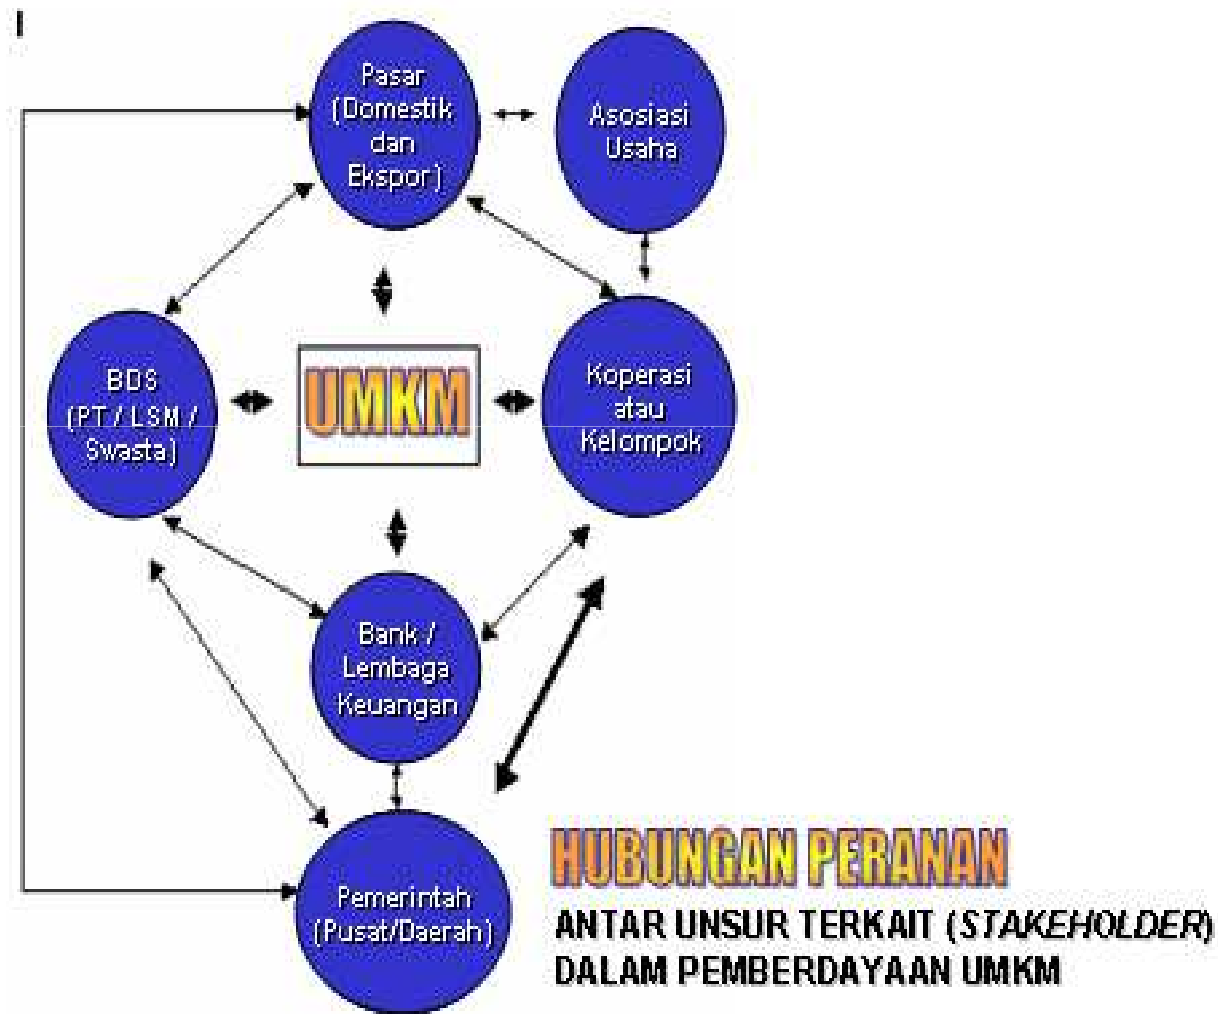 Pasar
(Domestik
dan
Ekspor)
Asosiasi
Usaha
BDS
(PT / LSM /
Swasta)
UMKM
Koperasi
atau
Kelompok
Bank /
Lembaga
Keuangan
Pemerintah
(Pusat/Daerah)
HUBUNGAN PERANAN
ANTAR UNSUR TERKAIT (STAKEHOLDER)
DALAM PEMBERDAYAAN UMKM